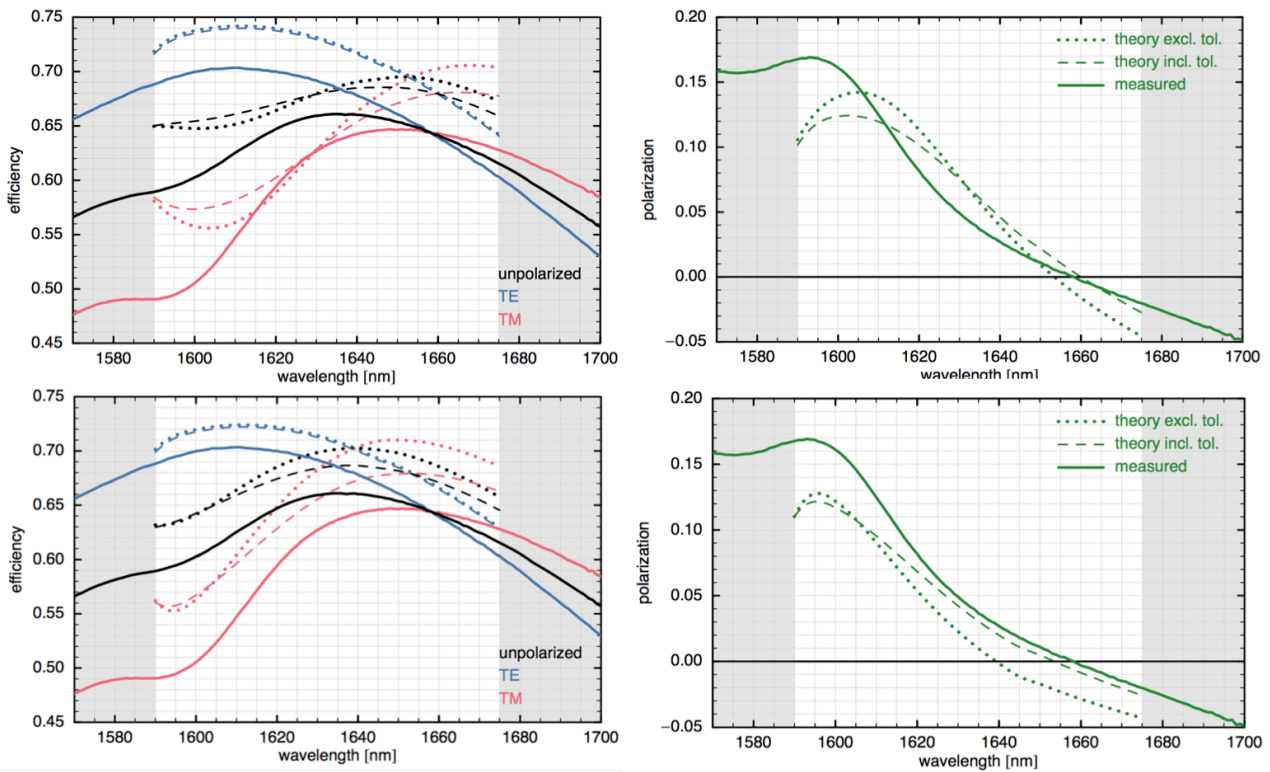 0.75
0.70
0.65
0.60
0.55
0.50
0.45
efficiency
unpolarized
TE
TM
1580 1600 1620 1640 1660 1680 1700
wavelength [nm]
0.20
0.15
0.10
0.05
0.00
−0.05
polarization
theory excl. tol.
theory incl. tol.
measured
1580 1600 1620 1640 1660 1680 1700
wavelength [nm]
0.75
0.70
0.65
0.60
0.55
0.50
0.45
efficiency
unpolarized
TE
TM
1580 1600 1620 1640 1660 1680 1700
wavelength [nm]
0.20
0.15
0.10
0.05
0.00
−0.05
polarization
theory excl. tol.
theory incl. tol.
measured
1580 1600 1620 1640 1660 1680 1700
wavelength [nm]